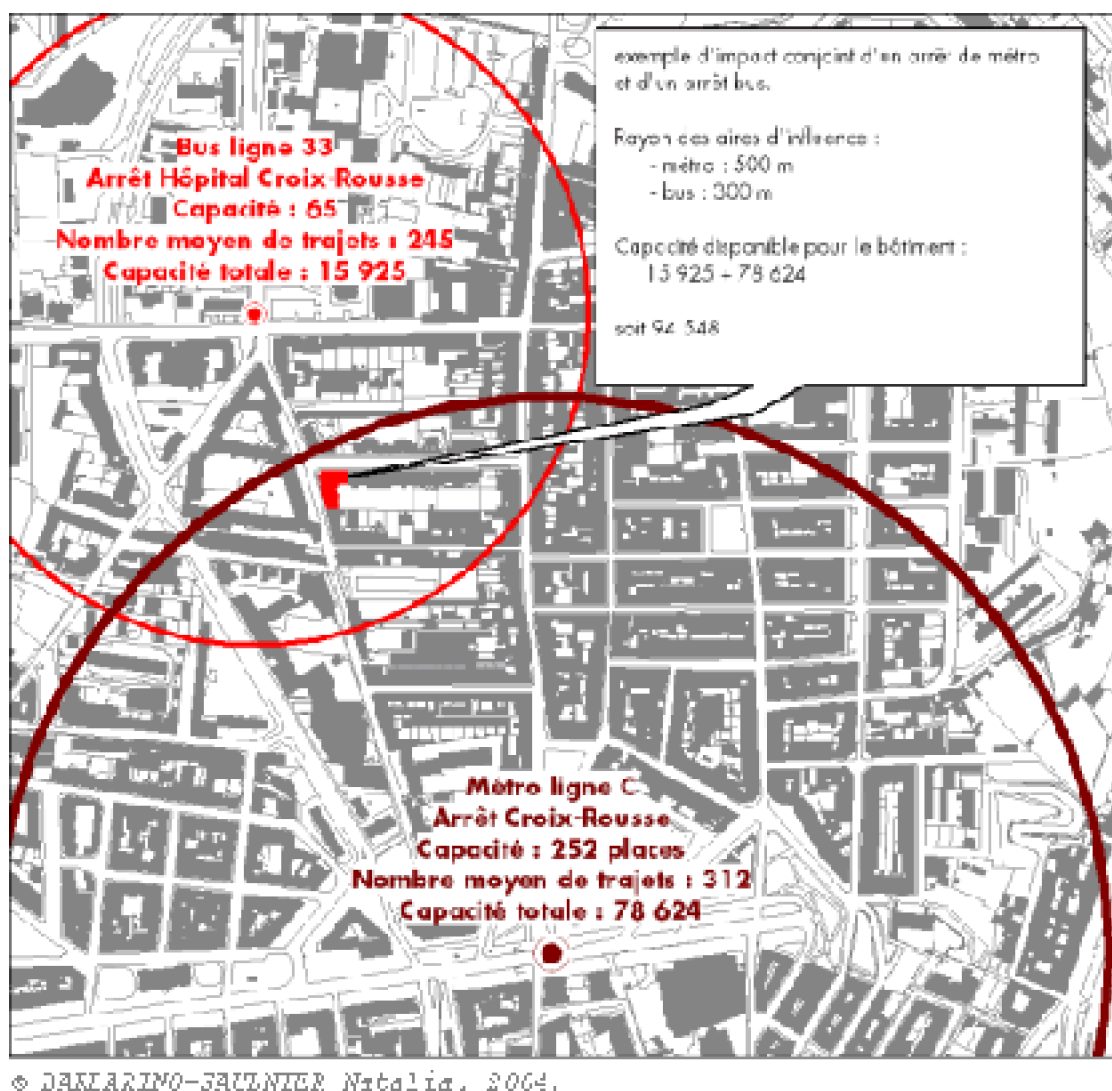 exemple d'impact conjoint d'un arrêt de métro
et d'un arrêt bus.
Rayon des aires d'influence :
- métro : 500 m
- bus : 300 m
Capacité disponible pour le bâtiment :
15 925 + 78 624
soit 94 548
Bus ligne 33
Arrêt Hôpital Croix-Rousse
Capacité : 65
Nombre moyen de trajets : 245
Capacité totale : 15 925
Métro ligne C
Arrêt Croix-Rousse
Capacité : 252 places
Nombre moyen de trajets : 312
Capacité totale : 78 624
© Natalia, 2004.